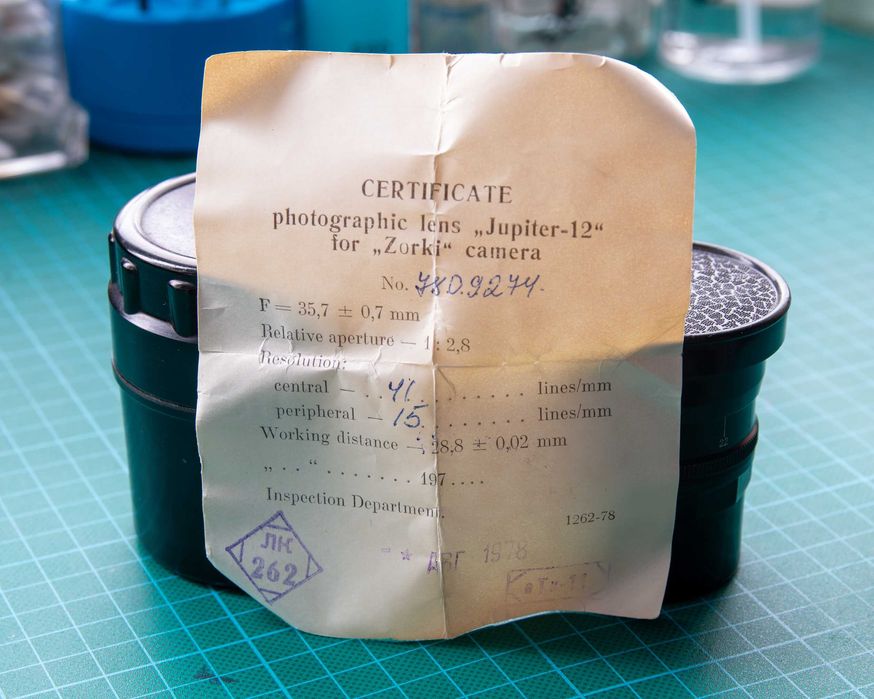 CERTIFICATE
photographic lens „Jupiter-12“
for „Zorki“ camera
No. 7809274.
F = 35,7 ± 0,7 mm
Relative aperture — 1 : 2,8
Resolution:
central — . . 41 . . . . . . . . lines/mm
peripheral — 15 . . . . . . . . lines/mm
Working distance — 28,8 ± 0,02 mm
„ . . “ . . . . . . . 197 . . . .
Inspection Department.
1262-78
ЛК
262
* АВГ 1978
22